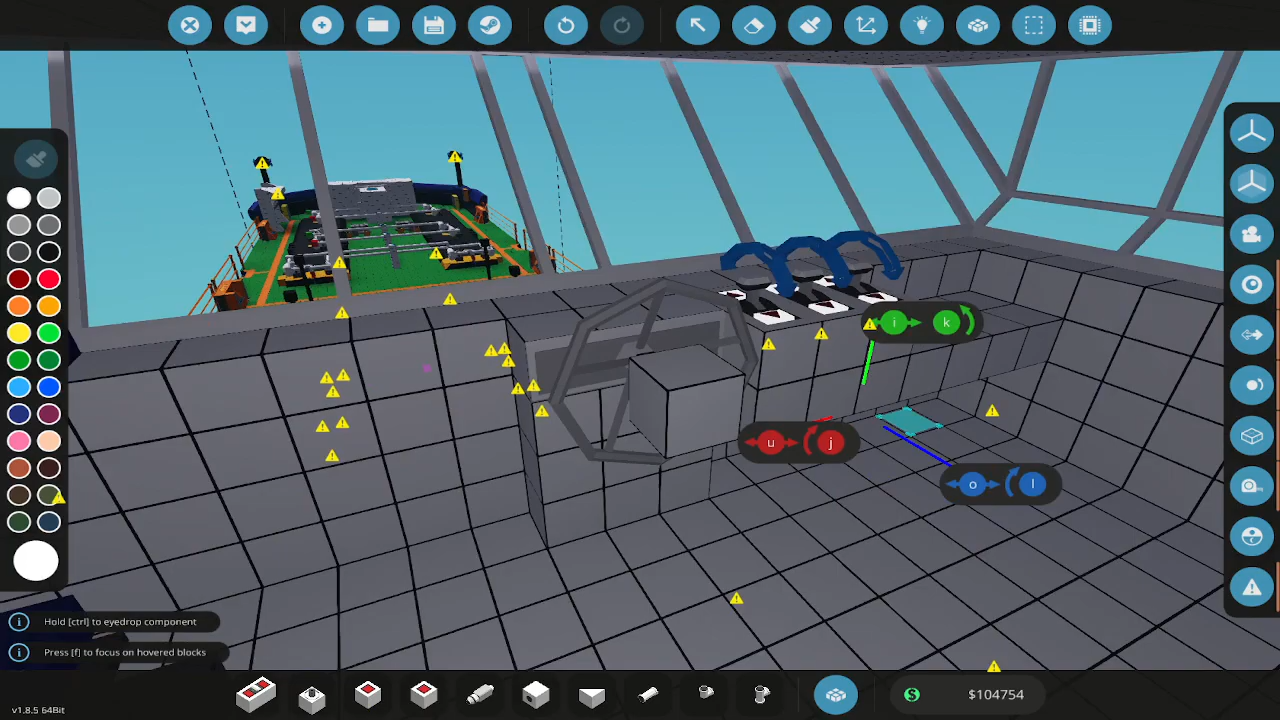 i k
u j
o l
Hold [ctrl] to eyedrop component
Press [f] to focus on hovered blocks
$ $104754
v1.8.5 64Bit